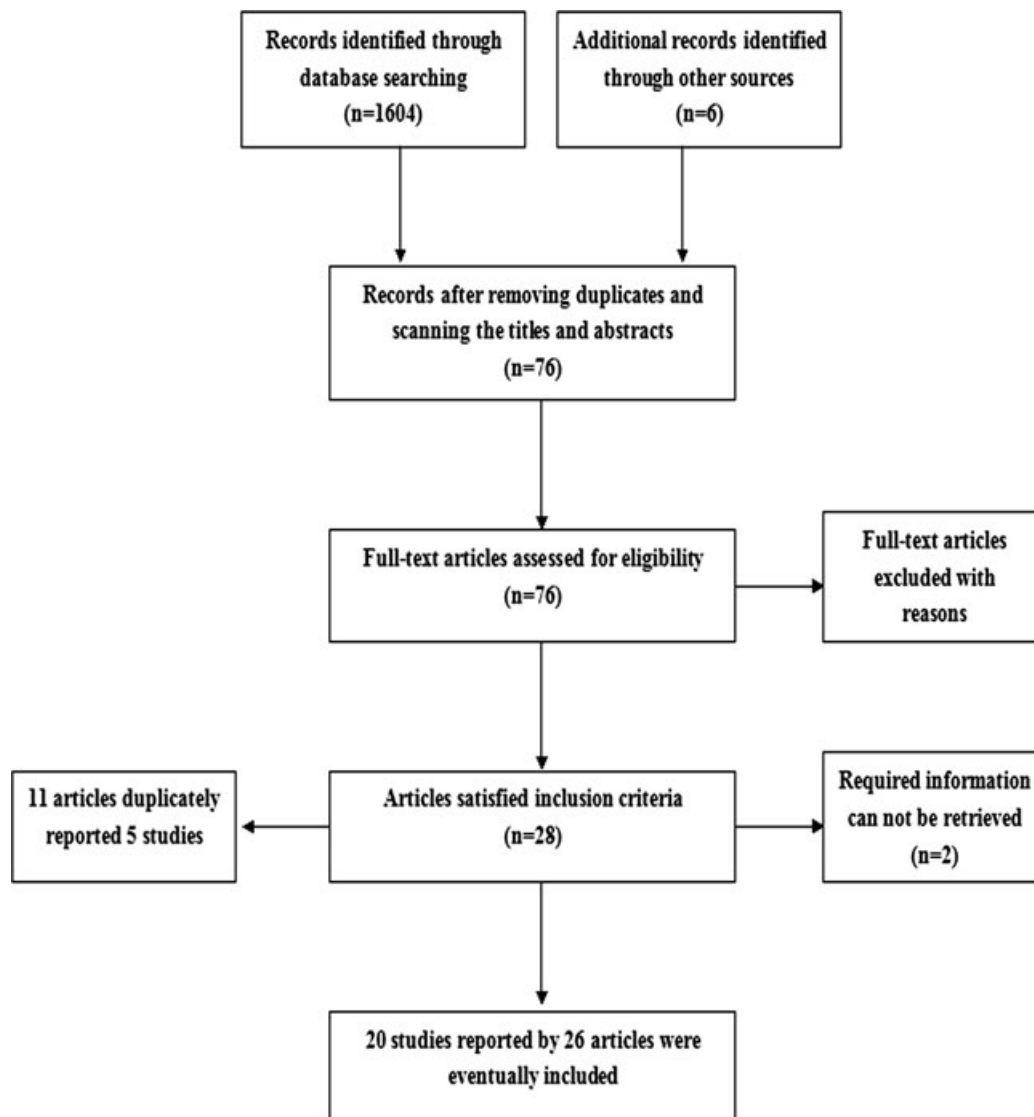 Records identified through
database searching
(n=1604)
Additional records identified
through other sources
(n=6)
Records after removing duplicates and
scanning the titles and abstracts
(n=76)
Full-text articles assessed for eligibility
(n=76)
Full-text articles
excluded with
reasons
11 articles duplicately
reported 5 studies
Articles satisfied inclusion criteria
(n=28)
Required information
can not be retrieved
(n=2)
20 studies reported by 26 articles were
eventually included